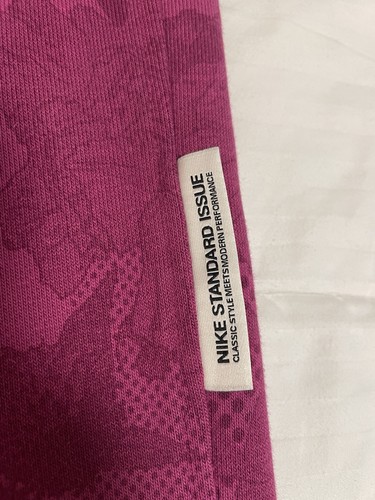 NIKE STANDARD ISSUE
CLASSIC STYLE MEETS MODERN PERFORMANCE